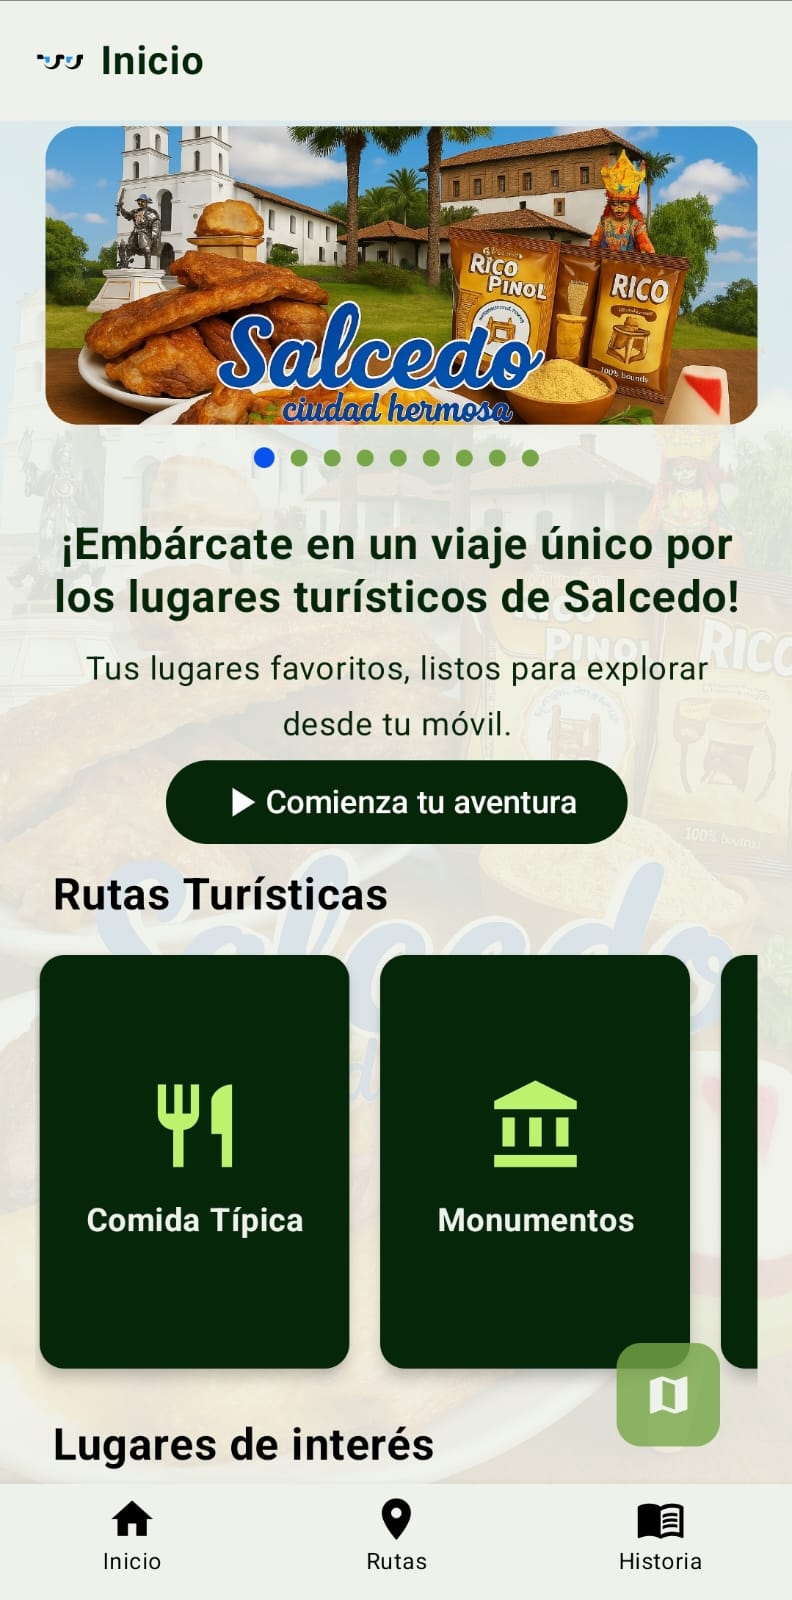 Inicio
RICO
PINOL
RICO
100% bounds
Salcedo
ciudad hermosa
¡Embárcate en un viaje único por
los lugares turísticos de Salcedo!
Tus lugares favoritos, listos para explorar
desde tu móvil.
Comienza tu aventura
Rutas Turísticas
Comida Típica
Monumentos
Lugares de interés
Inicio
Rutas
Historia